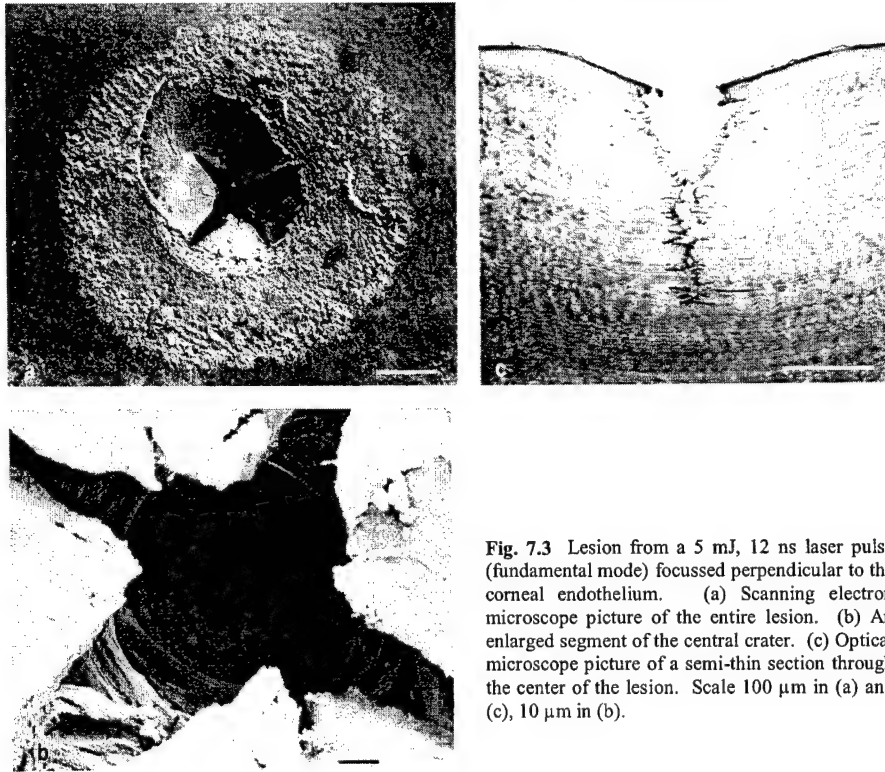 a
c
b
Fig. 7.3 Lesion from a 5 mJ, 12 ns laser puls
(fundamental mode) focussed perpendicular to th
corneal endothelium. (a) Scanning electron
microscope picture of the entire lesion. (b) A
enlarged segment of the central crater. (c) Optica
microscope picture of a semi-thin section through
the center of the lesion. Scale 100 µm in (a) an
(c), 10 µm in (b).